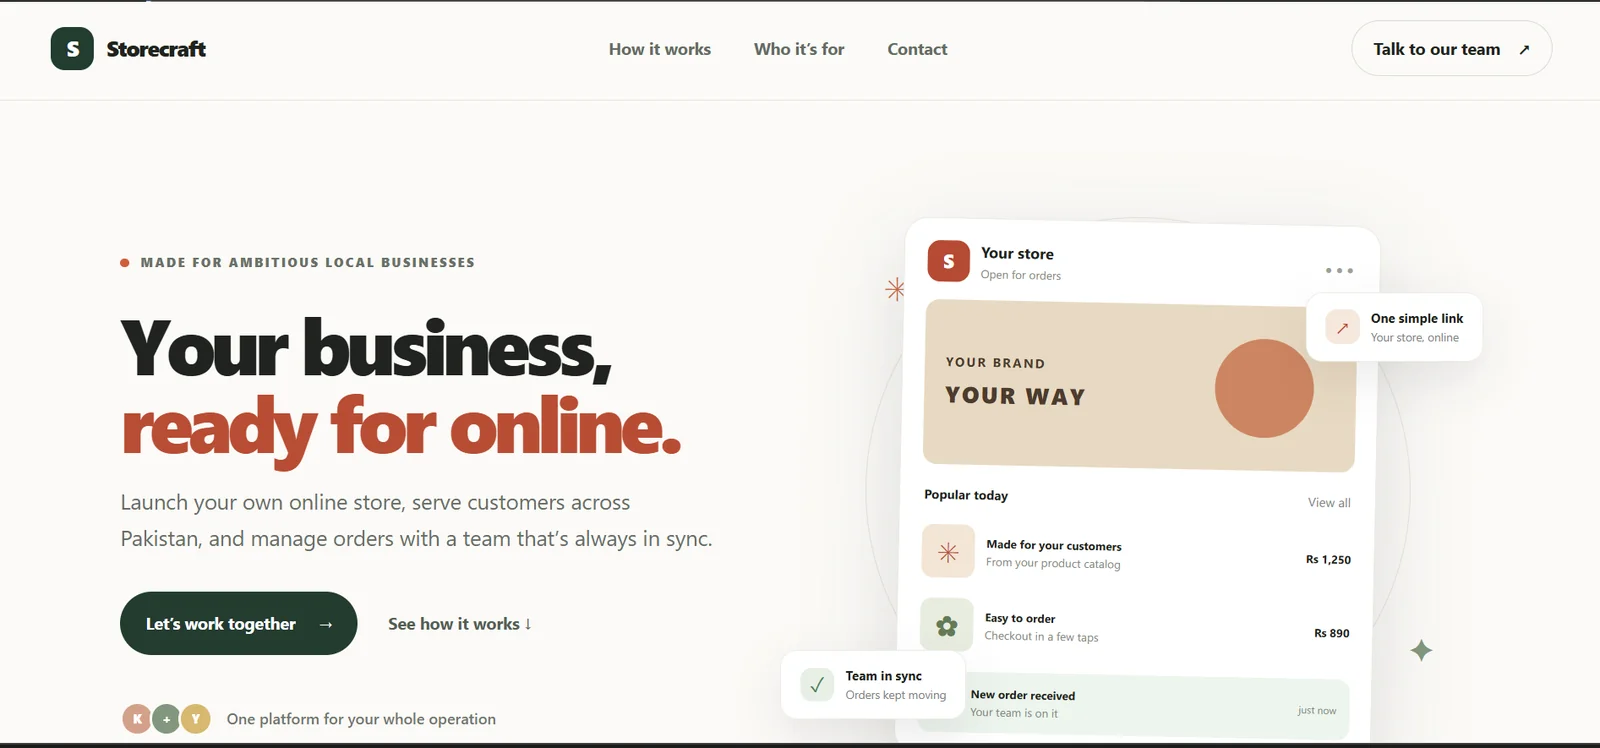 S Storecraft
How it works
Who it’s for
Contact
Talk to our team ↗
MADE FOR AMBITIOUS LOCAL BUSINESSES
Your business,
ready for online.
Launch your own online store, serve customers across
Pakistan, and manage orders with a team that’s always in sync.
Let’s work together →
See how it works ↓
K + Y
One platform for your whole operation
S
Your store
Open for orders
One simple link
Your store, online
YOUR BRAND
YOUR WAY
Popular today
View all
Made for your customers
From your product catalog
Rs 1,250
Easy to order
Checkout in a few taps
Rs 890
Team in sync
Orders kept moving
New order received
Your team is on it
just now